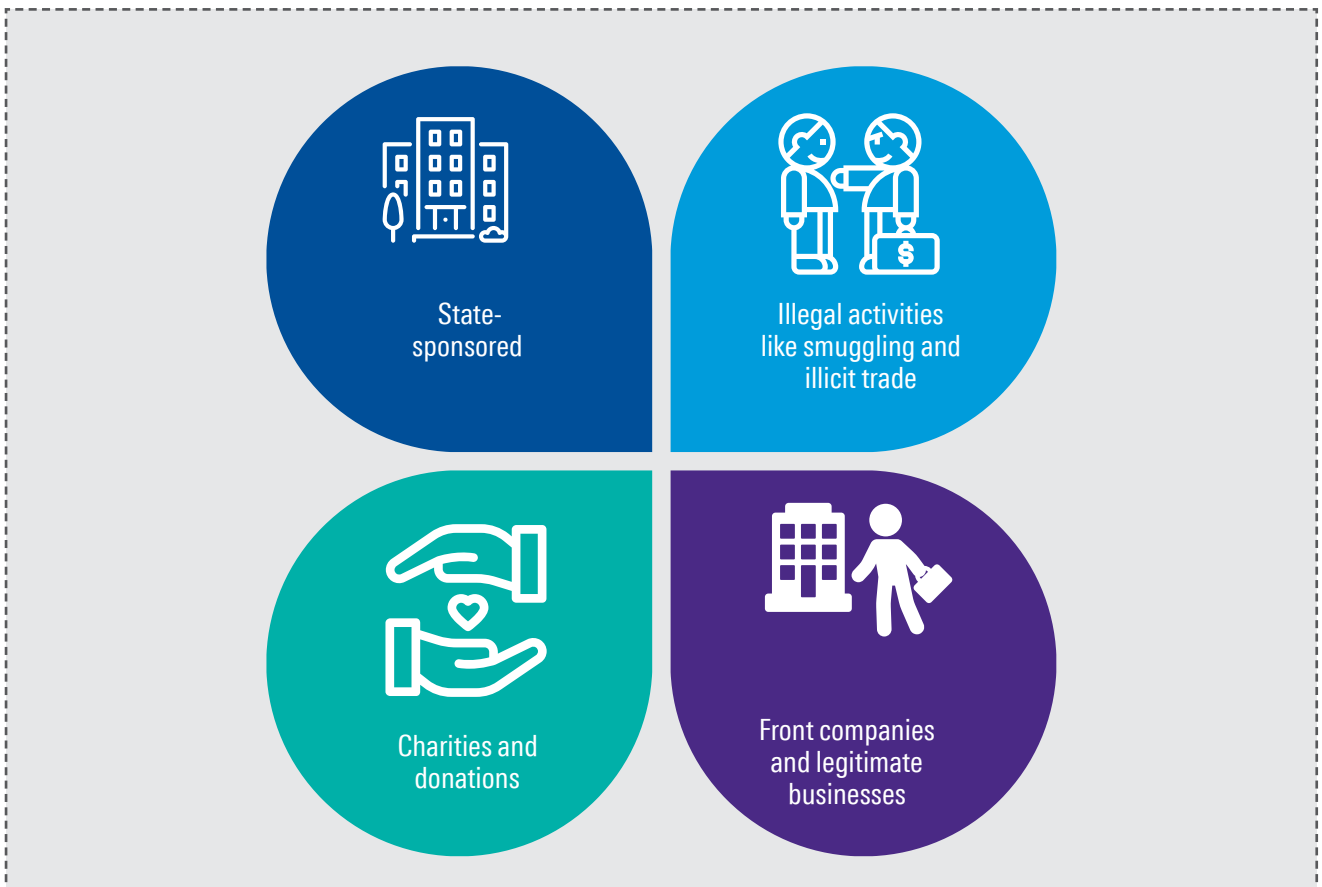 State-
sponsored
Illegal activities
like smuggling and
illicit trade
$
Charities and
donations
Front companies
and legitimate
businesses